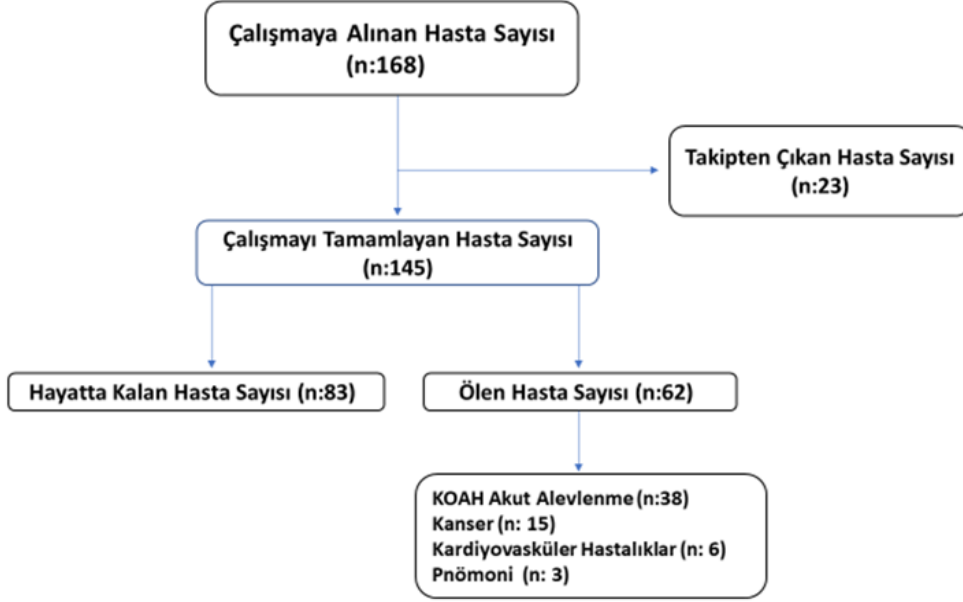 Çalışmaya Alınan Hasta Sayısı
(n:168)
Takipten Çıkan Hasta Sayısı
(n:23)
Çalışmayı Tamamlayan Hasta Sayısı
(n:145)
Hayatta Kalan Hasta Sayısı (n:83)
Ölen Hasta Sayısı (n:62)
KOAH Akut Alevlenme (n:38)
Kanser (n: 15)
Kardiyovasküler Hastalıklar (n: 6)
Pnömoni (n: 3)